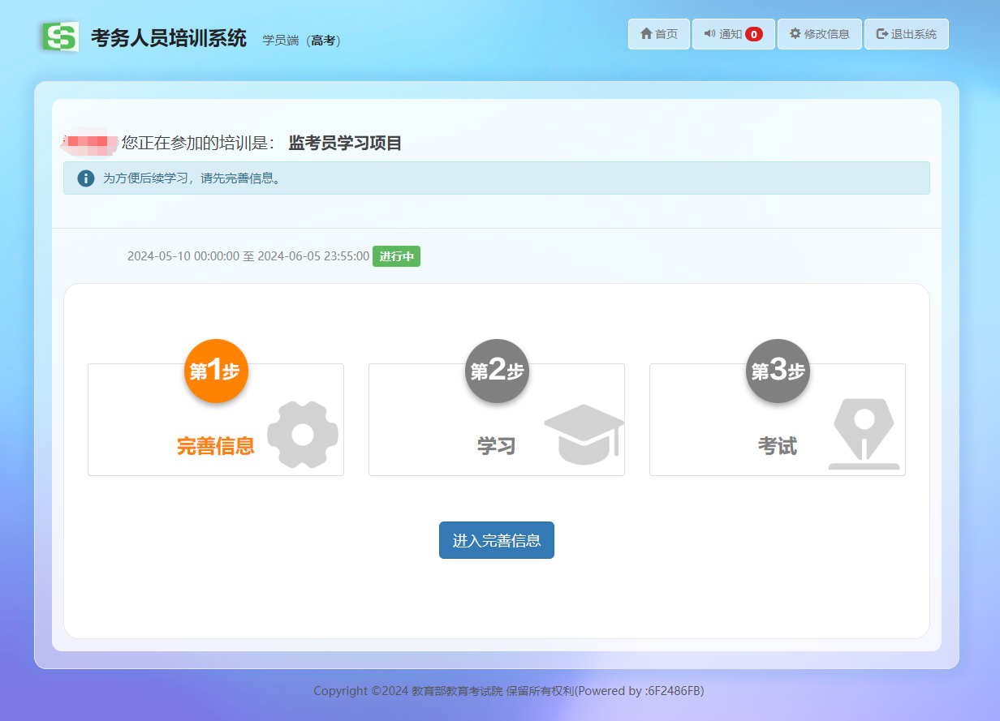 考务人员培训系统 学员端（高考） 首页 通知 0 修改信息 退出系统
您正在参加的培训是： 监考员学习项目
为方便后续学习，请先完善信息。
2024-05-10 00:00:00 至 2024-06-05 23:55:00 进行中
第1步 第2步 第3步
完善信息 学习 考试
进入完善信息
Copyright ©2024 教育部教育考试院 保留所有权利(Powered by :6F2486FB)